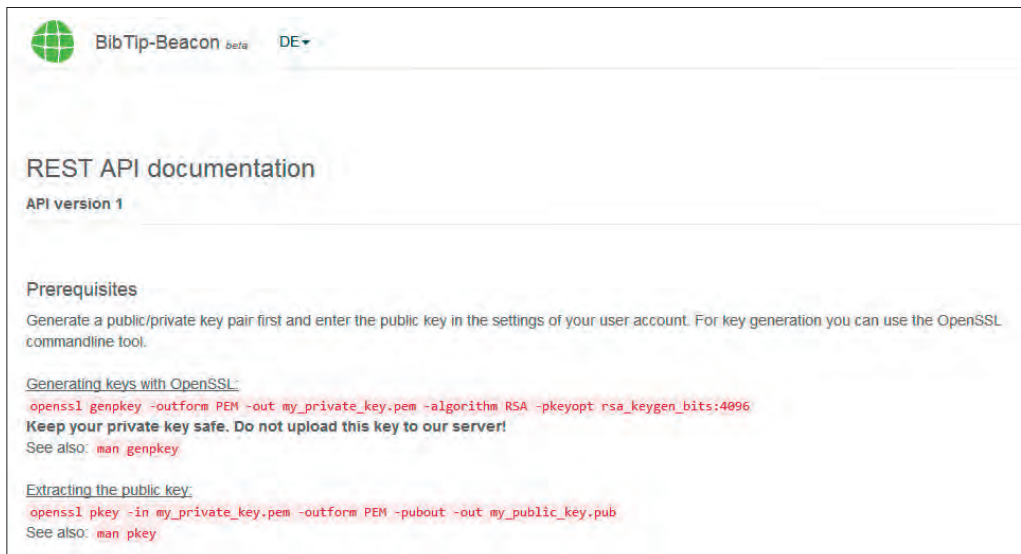 BibTip-Beacon beta DE
REST API documentation
API version 1
Prerequisites
Generate a public/private key pair first and enter the public key in the settings of your user account. For key generation you can use the OpenSSL
commandline tool.
Generating keys with OpenSSL:
openssl genpkey -outform PEM -out my_private_key.pem -algorithm RSA -pkeyopt rsa_keygen_bits:4096
Keep your private key safe. Do not upload this key to our server!
See also: man genpkey
Extracting the public key:
openssl pkey -in my_private_key.pem -outform PEM -pubout -out my_public_key.pub
See also: man pkey